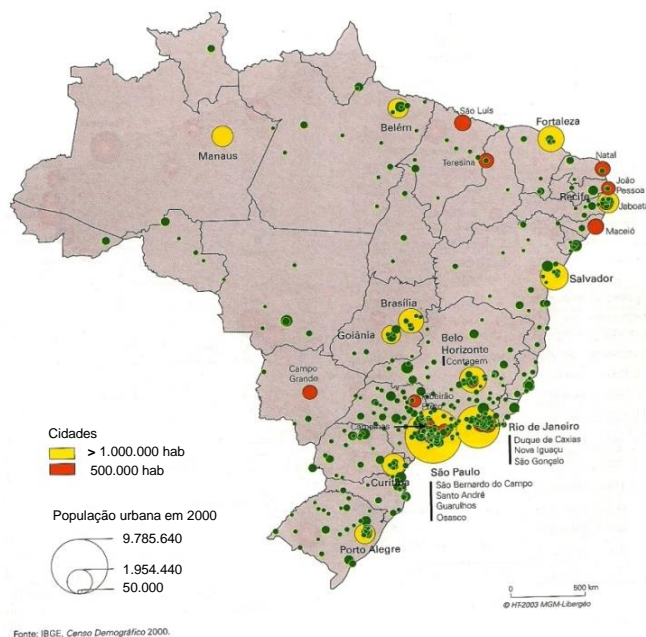 São Luís
Fortaleza
Belém
Manaus
Teresina
Natal
João
Pessoa
Recife
Jaboatã
Maceió
Salvador
Brasília
Goiânia
Belo
Horizonte
Contagem
Campo
Grande
Ribeirão
Campinas
Rio de Janeiro
Duque de Caxias
Nova Iguaçu
São Gonçalo
São Paulo
São Bernardo do Campo
Santo André
Guarulhos
Osasco
Curitiba
Porto Alegre
Cidades
> 1.000.000 hab
500.000 hab
População urbana em 2000
9.785.640
1.954.440
50.000
0 500 km
© HT-2003 MGM-Libergéo
Fonte: IBGE, Censo Demográfico 2000.